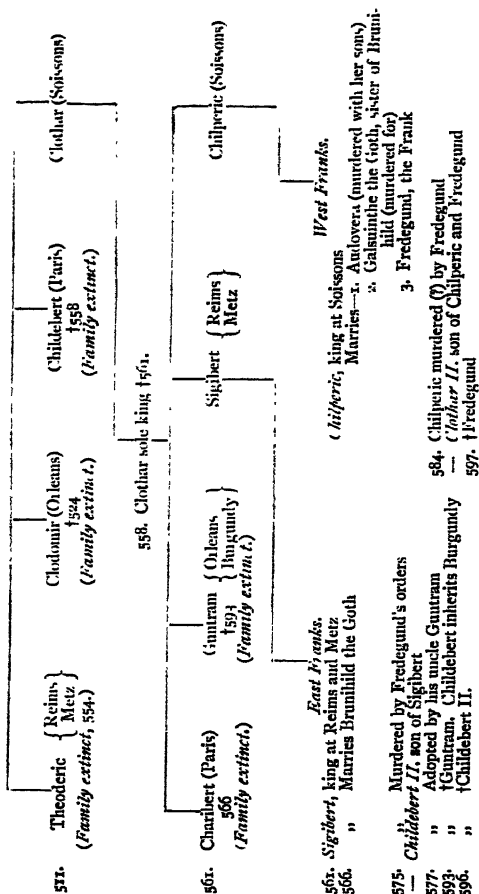 511. Theoderic { Reims Metz } Clodomir (Orleans) Childebert (Paris) Clothar (Soissons)
(Family extinct, 554.) †524 †558
(Family extinct.) (Family extinct.)
558. Clothar sole king †561.
561. Charibert (Paris) Guntram { Orleans Burgundy } Sigibert { Reims Metz } Chilperic (Soissons)
566 †593
(Family extinct.) (Family extinct.)
East Franks.
561. Sigibert, king at Reims and Metz
566. „ Marries Brunihild the Goth
575. „ Murdered by Fredegund's orders
— Childebert II. son of Sigibert
577. „ Adopted by his uncle Guntram
593. „ †Guntram. Childebert inherits Burgundy
596. „ †Childebert II.
West Franks.
Chilperic, king at Soissons
Marries—1. Audovera (murdered with her sons)
2. Galsuinthe the Goth, sister of Bruni-
hild (murdered for)
3. Fredegund, the Frank
584. Chilperic murdered (?) by Fredegund
— Clothar II. son of Chilperic and Fredegund
597. †Fredegund